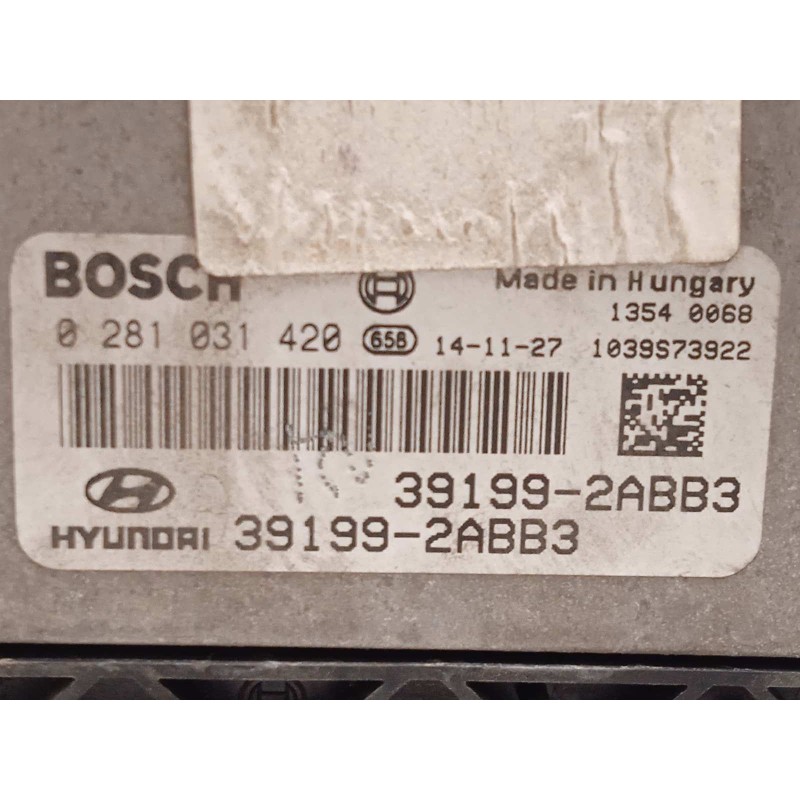 BOSCH
Made in Hungary
1354 0068
0 281 031 420 658 14-11-27 1039S73922
39199-2ABB3
HYUNDAI 39199-2ABB3